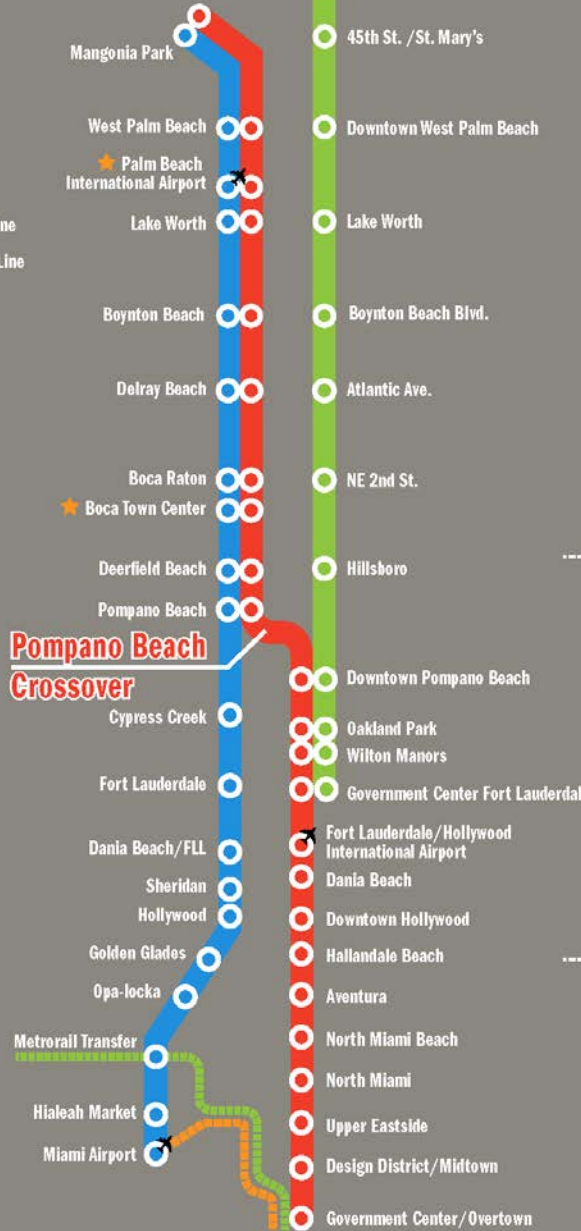 Mangonia Park
West Palm Beach
Palm Beach
International Airport
Lake Worth
Boynton Beach
Delray Beach
Boca Raton
Boca Town Center
Deerfield Beach
Pompano Beach
Pompano Beach
Crossover
Cypress Creek
Fort Lauderdale
Dania Beach/FLL
Sheridan
Hollywood
Golden Glades
Opa-locka
Metrorail Transfer
Hialeah Market
Miami Airport
45th St. /St. Mary's
Downtown West Palm Beach
Lake Worth
Boynton Beach Blvd.
Atlantic Ave.
NE 2nd St.
Hillsboro
Downtown Pompano Beach
Oakland Park
Wilton Manors
Government Center Fort Lauderdal
Fort Lauderdale/Hollywood
International Airport
Dania Beach
Downtown Hollywood
Hallandale Beach
Aventura
North Miami Beach
North Miami
Upper Eastside
Design District/Midtown
Government Center/Overtown
ne
Line